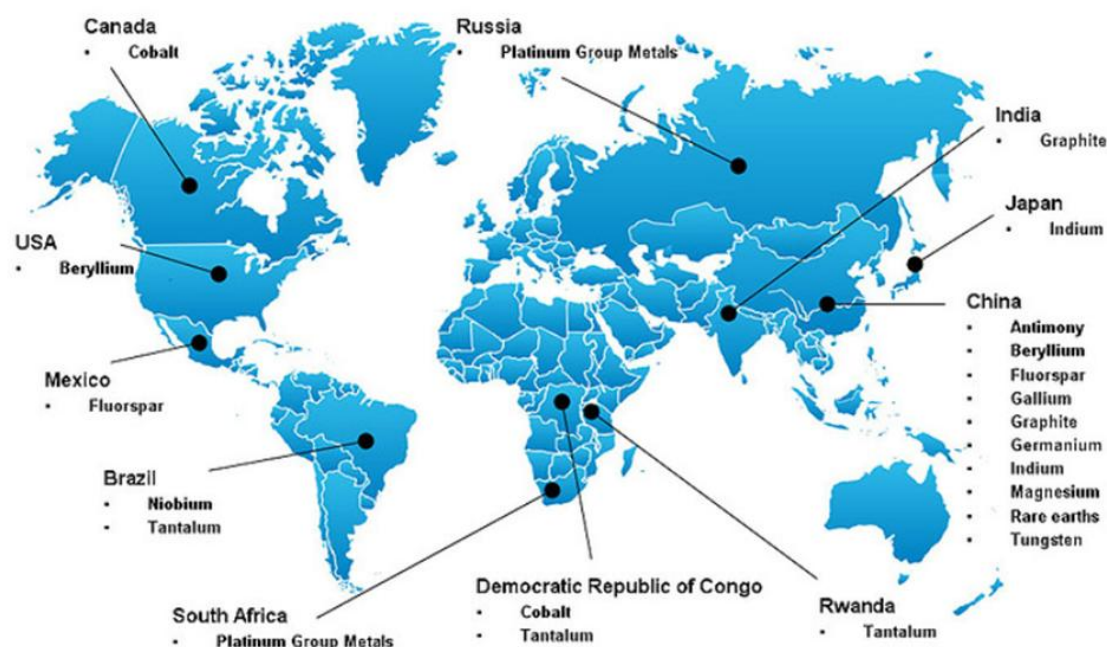 Canada
▪ Cobalt
Russia
▪ Platinum Group Metals
India
▪ Graphite
Japan
▪ Indium
USA
▪ Beryllium
China
▪ Antimony
▪ Beryllium
▪ Fluorspar
▪ Gallium
▪ Graphite
▪ Germanium
▪ Indium
▪ Magnesium
▪ Rare earths
▪ Tungsten
Mexico
▪ Fluorspar
Brazil
▪ Niobium
▪ Tantalum
South Africa
▪ Platinum Group Metals
Democratic Republic of Congo
▪ Cobalt
▪ Tantalum
Rwanda
▪ Tantalum